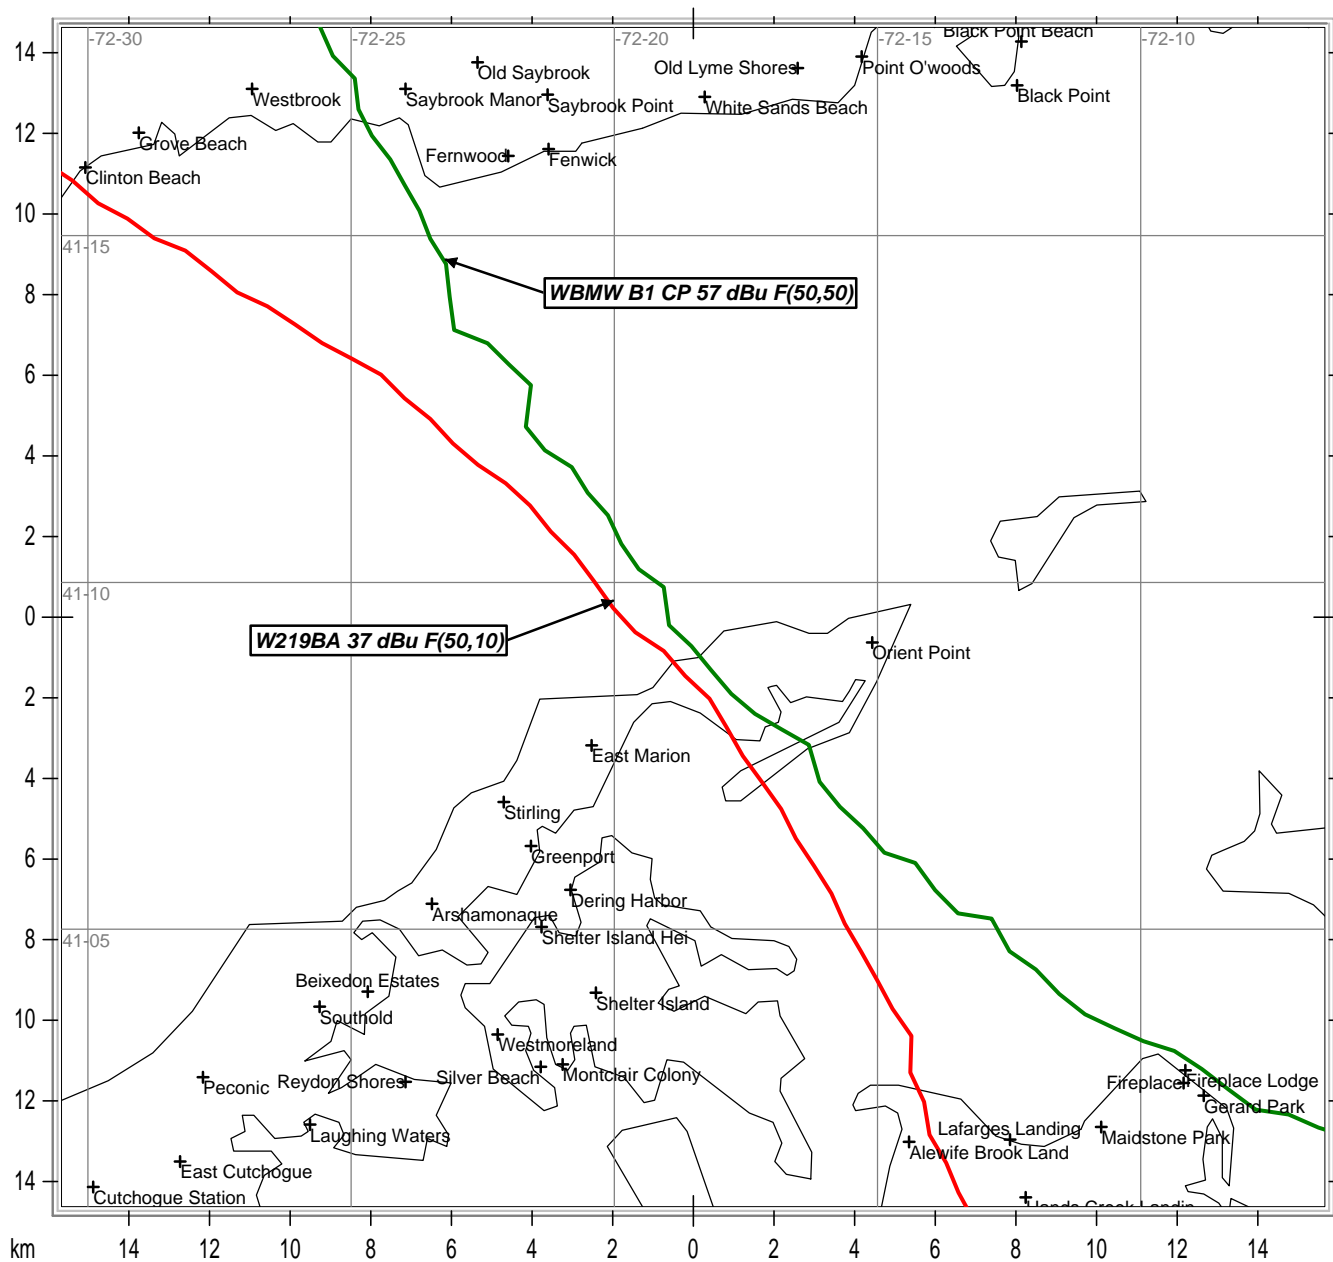 -72-30
-72-25
-72-20
-72-15
-72-10
Black Point Beach
14
Old Saybrook
Old Lyme Shores
Point O'woods
Westbrook
Saybrook Manor
Saybrook Point
White Sands Beach
Black Point
12
Grove Beach
Fernwood
Fenwick
Clinton Beach
10
41-15
8
WBMW B1 CP 57 dBu F(50,50)
6
4
2
41-10
0
W219BA 37 dBu F(50,10)
Orient Point
2
East Marion
4
Stirling
6
Greenport
Dering Harbor
Arshamonaque
8
41-05
Shelter Island Hei
Beixedon Estates
Southold
Shelter Island
10
Westmoreland
Peconic
Reydon Shores
Silver Beach
Montclair Colony
Fireplace
Fireplace Lodge
12
Gerard Park
Laughing Waters
Lafarges Landing
Maidstone Park
Alewife Brook Land
East Cutchogue
14
Cutchogue Station
Hands Creek Landin
km
14
12
10
8
6
4
2
0
2
4
6
8
10
12
14